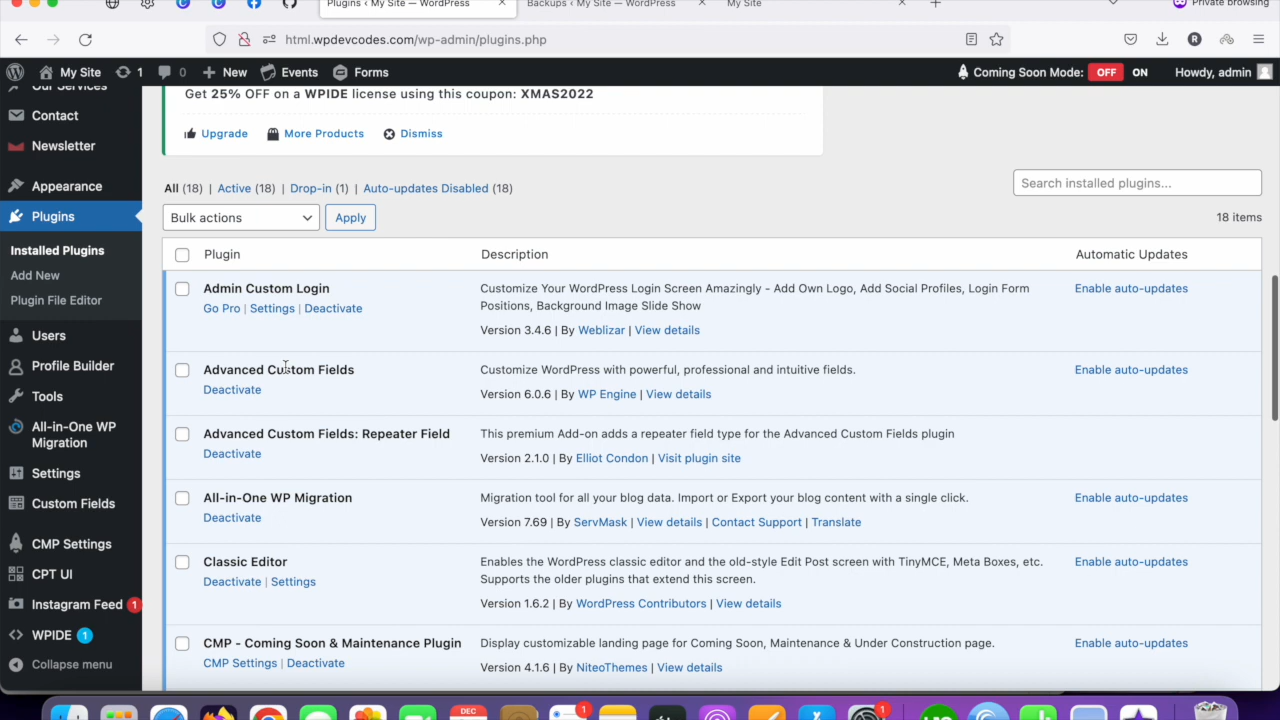 Plugins < My Site — WordPress × Backups < My Site — WordPress × My Site × Private browsing
html.wpdevcodes.com/wp-admin/plugins.php
My Site 1 0 New Events Forms Coming Soon Mode: OFF ON Howdy, admin
Our Services
Contact
Newsletter
Appearance
Plugins
Installed Plugins
Add New
Plugin File Editor
Users
Profile Builder
Tools
All-in-One WP
Migration
Settings
Custom Fields
CMP Settings
CPT UI
Instagram Feed 1
WPIDE 1
Collapse menu
Get 25% OFF on a WPIDE license using this coupon: XMAS2022
Upgrade More Products Dismiss
All (18) | Active (18) | Drop-in (1) | Auto-updates Disabled (18)
Search installed plugins...
Bulk actions Apply
18 items
Plugin Description Automatic Updates
Admin Custom Login
Go Pro | Settings | Deactivate
Customize Your WordPress Login Screen Amazingly - Add Own Logo, Add Social Profiles, Login Form
Positions, Background Image Slide Show
Version 3.4.6 | By Weblizar | View details
Enable auto-updates
Advanced Custom Fields
Deactivate
Customize WordPress with powerful, professional and intuitive fields.
Version 6.0.6 | By WP Engine | View details
Enable auto-updates
Advanced Custom Fields: Repeater Field
Deactivate
This premium Add-on adds a repeater field type for the Advanced Custom Fields plugin
Version 2.1.0 | By Elliot Condon | Visit plugin site
All-in-One WP Migration
Deactivate
Migration tool for all your blog data. Import or Export your blog content with a single click.
Version 7.69 | By ServMask | View details | Contact Support | Translate
Enable auto-updates
Classic Editor
Deactivate | Settings
Enables the WordPress classic editor and the old-style Edit Post screen with TinyMCE, Meta Boxes, etc.
Supports the older plugins that extend this screen.
Version 1.6.2 | By WordPress Contributors | View details
Enable auto-updates
CMP - Coming Soon & Maintenance Plugin
CMP Settings | Deactivate
Display customizable landing page for Coming Soon, Maintenance & Under Construction page.
Version 4.1.6 | By NiteoThemes | View details
Enable auto-updates
DEC
1
1